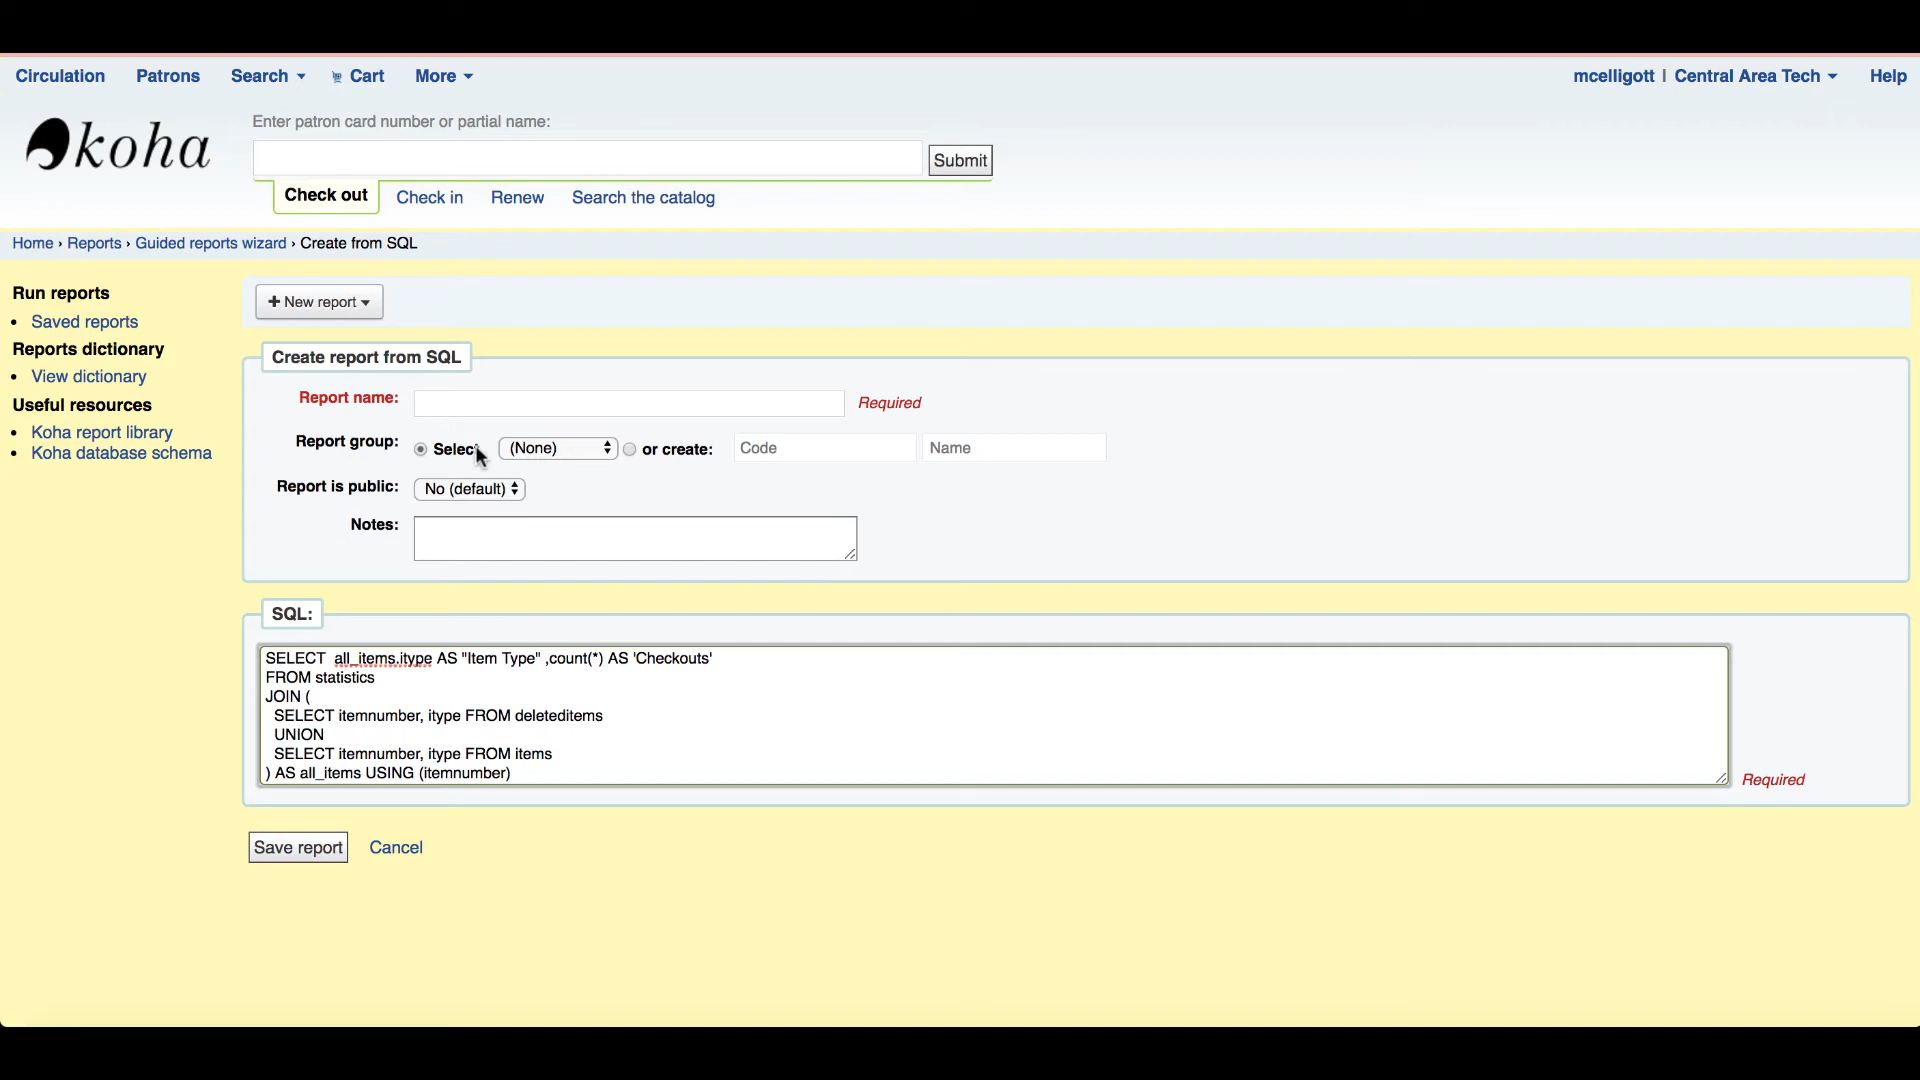 Circulation Patrons Search Cart More mcelligott | Central Area Tech Help
koha
Enter patron card number or partial name:
Submit
Check out Check in Renew Search the catalog
Home › Reports › Guided reports wizard › Create from SQL
Run reports
• Saved reports
Reports dictionary
• View dictionary
Useful resources
• Koha report library
• Koha database schema
+ New report
Create report from SQL
Report name: Required
Report group: Select (None) or create: Code Name
Report is public: No (default)
Notes:
SQL:
SELECT  all_items.itype AS "Item Type" ,count(*) AS 'Checkouts'
FROM statistics
JOIN (
SELECT itemnumber, itype FROM deleteditems
UNION
SELECT itemnumber, itype FROM items
) AS all_items USING (itemnumber)
Required
Save report Cancel